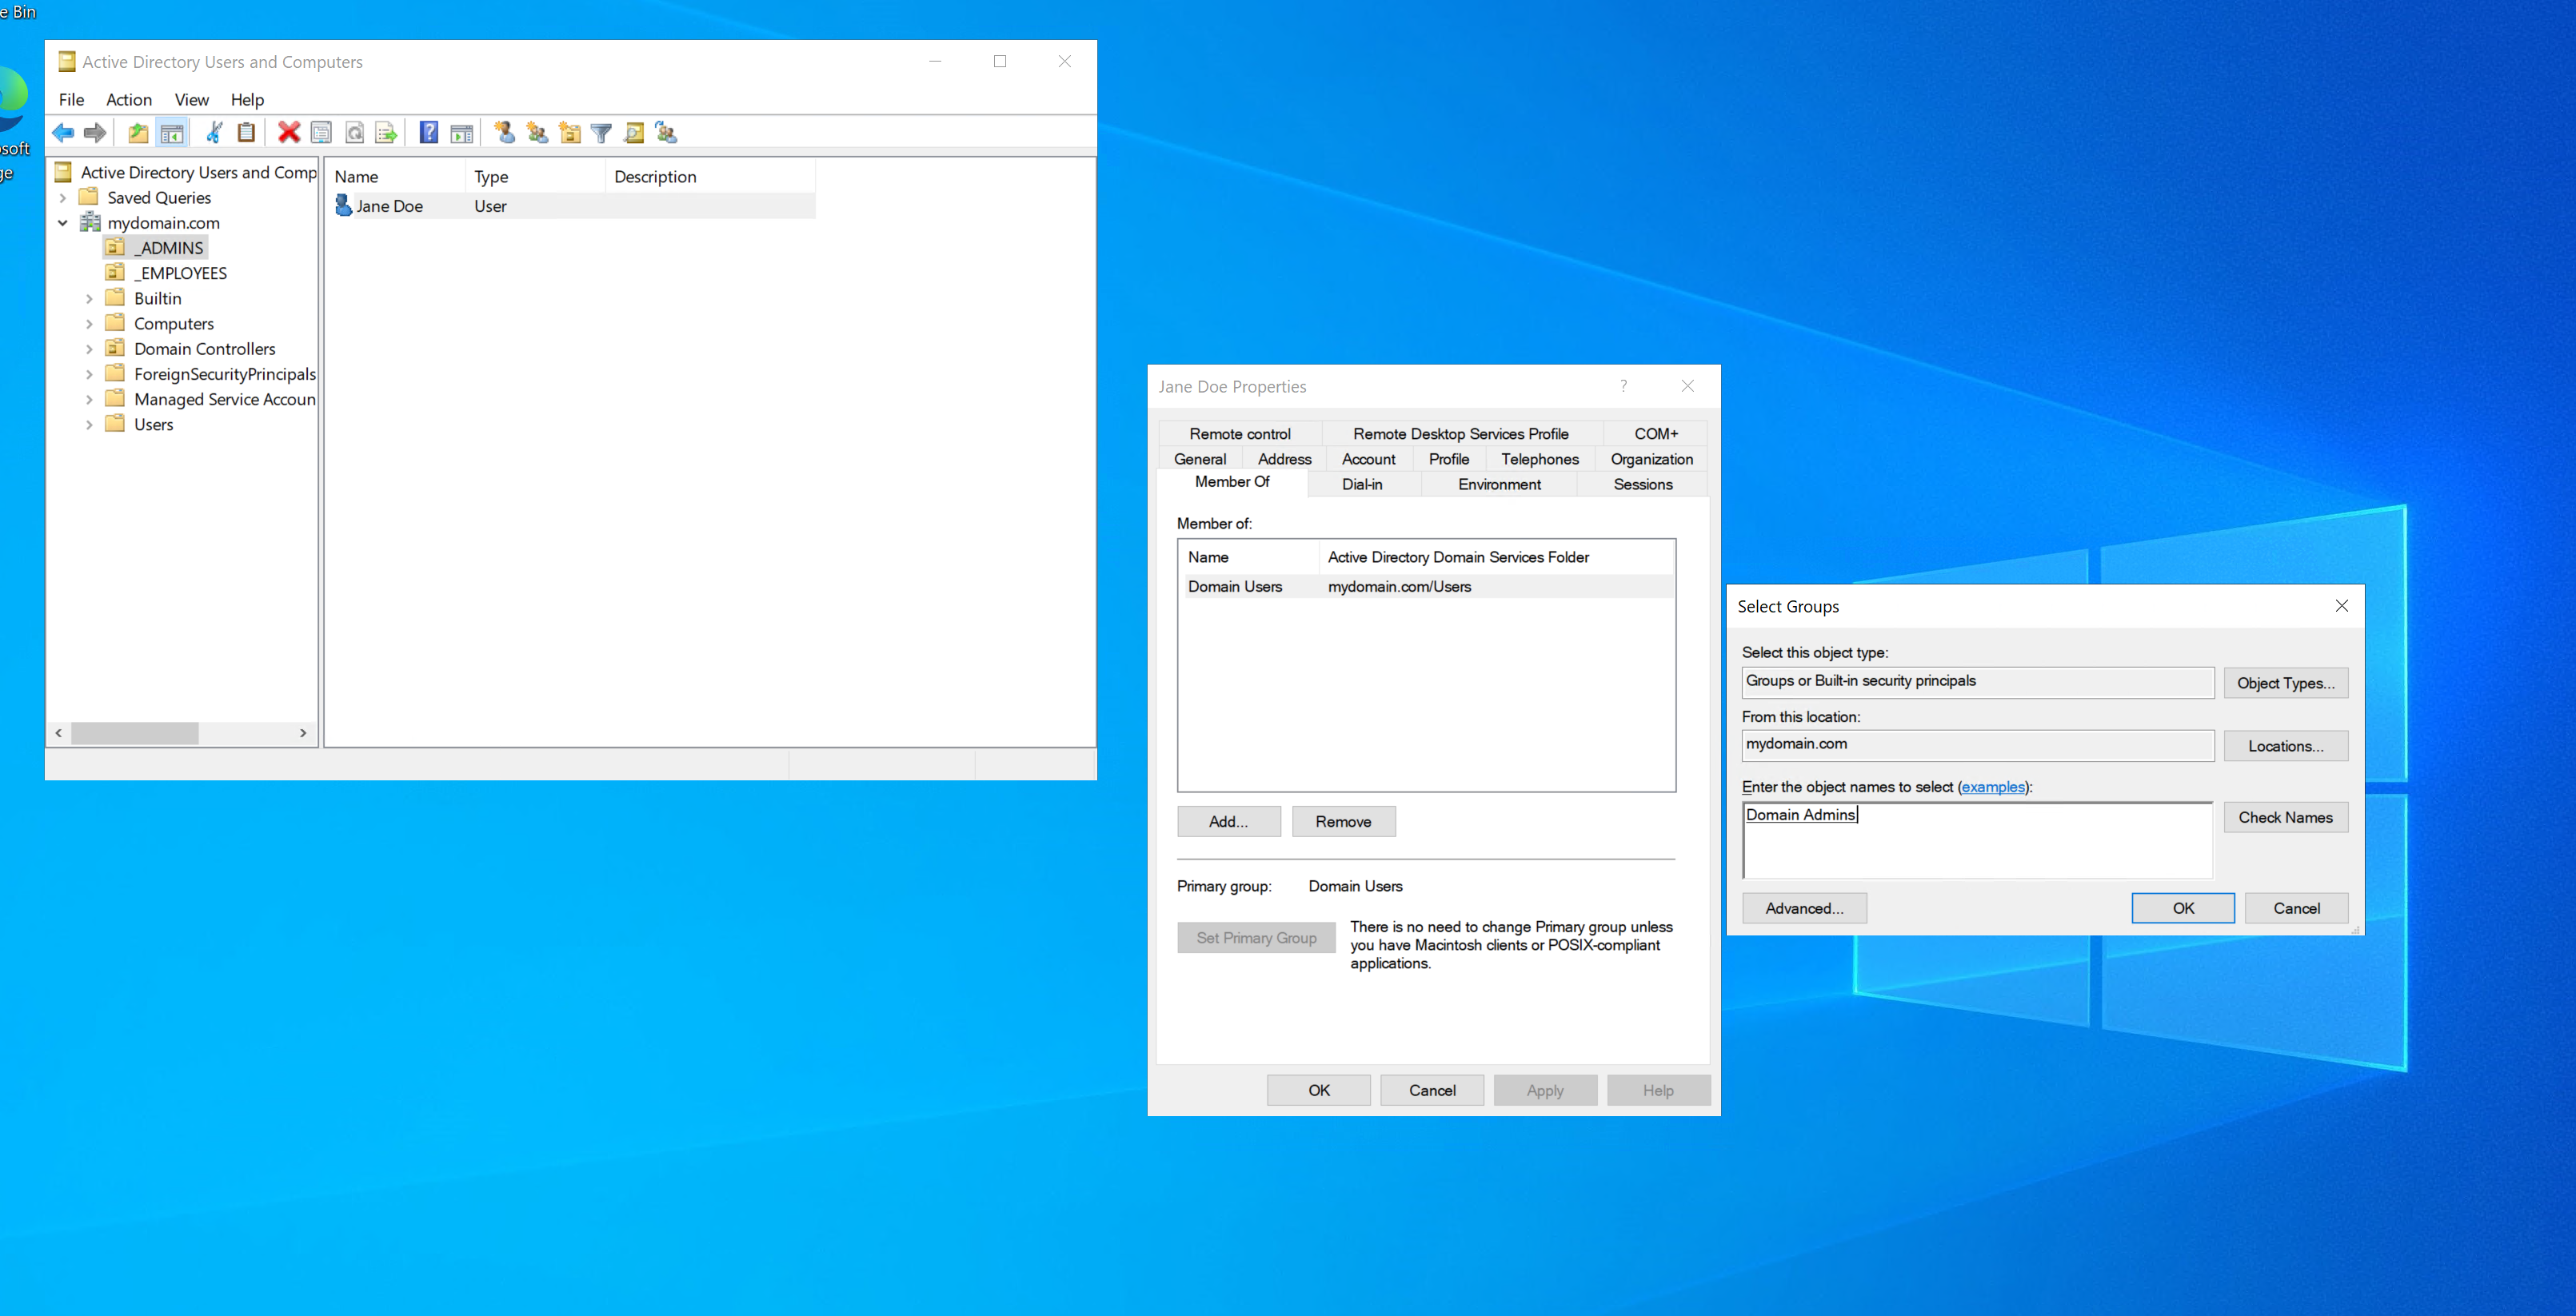 e Bin
osoft
ge
Active Directory Users and Computers
File Action View Help
Active Directory Users and Comp
Saved Queries
mydomain.com
_ADMINS
_EMPLOYEES
Builtin
Computers
Domain Controllers
ForeignSecurityPrincipals
Managed Service Accoun
Users
Name Type Description
Jane Doe User
Jane Doe Properties
Remote control Remote Desktop Services Profile COM+
General Address Account Profile Telephones Organization
Member Of Dial-in Environment Sessions
Member of:
Name Active Directory Domain Services Folder
Domain Users mydomain.com/Users
Add... Remove
Primary group: Domain Users
Set Primary Group
There is no need to change Primary group unless
you have Macintosh clients or POSIX-compliant
applications.
OK Cancel Apply Help
Select Groups
Select this object type:
Groups or Built-in security principals Object Types...
From this location:
mydomain.com Locations...
Enter the object names to select (examples):
Domain Admins Check Names
Advanced... OK Cancel